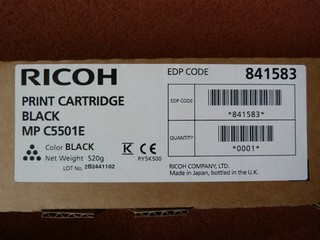 RICOH
PRINT CARTRIDGE
BLACK
MP C5501E
Color BLACK
Net Weight 520g
LOT No. 2B2441102
K CE
RYSK500
EDP CODE 841583
EDP CODE
*841583*
QUANTITY
*0001*
RICOH COMPANY, LTD.
Made in Japan, bottled in the U.K.